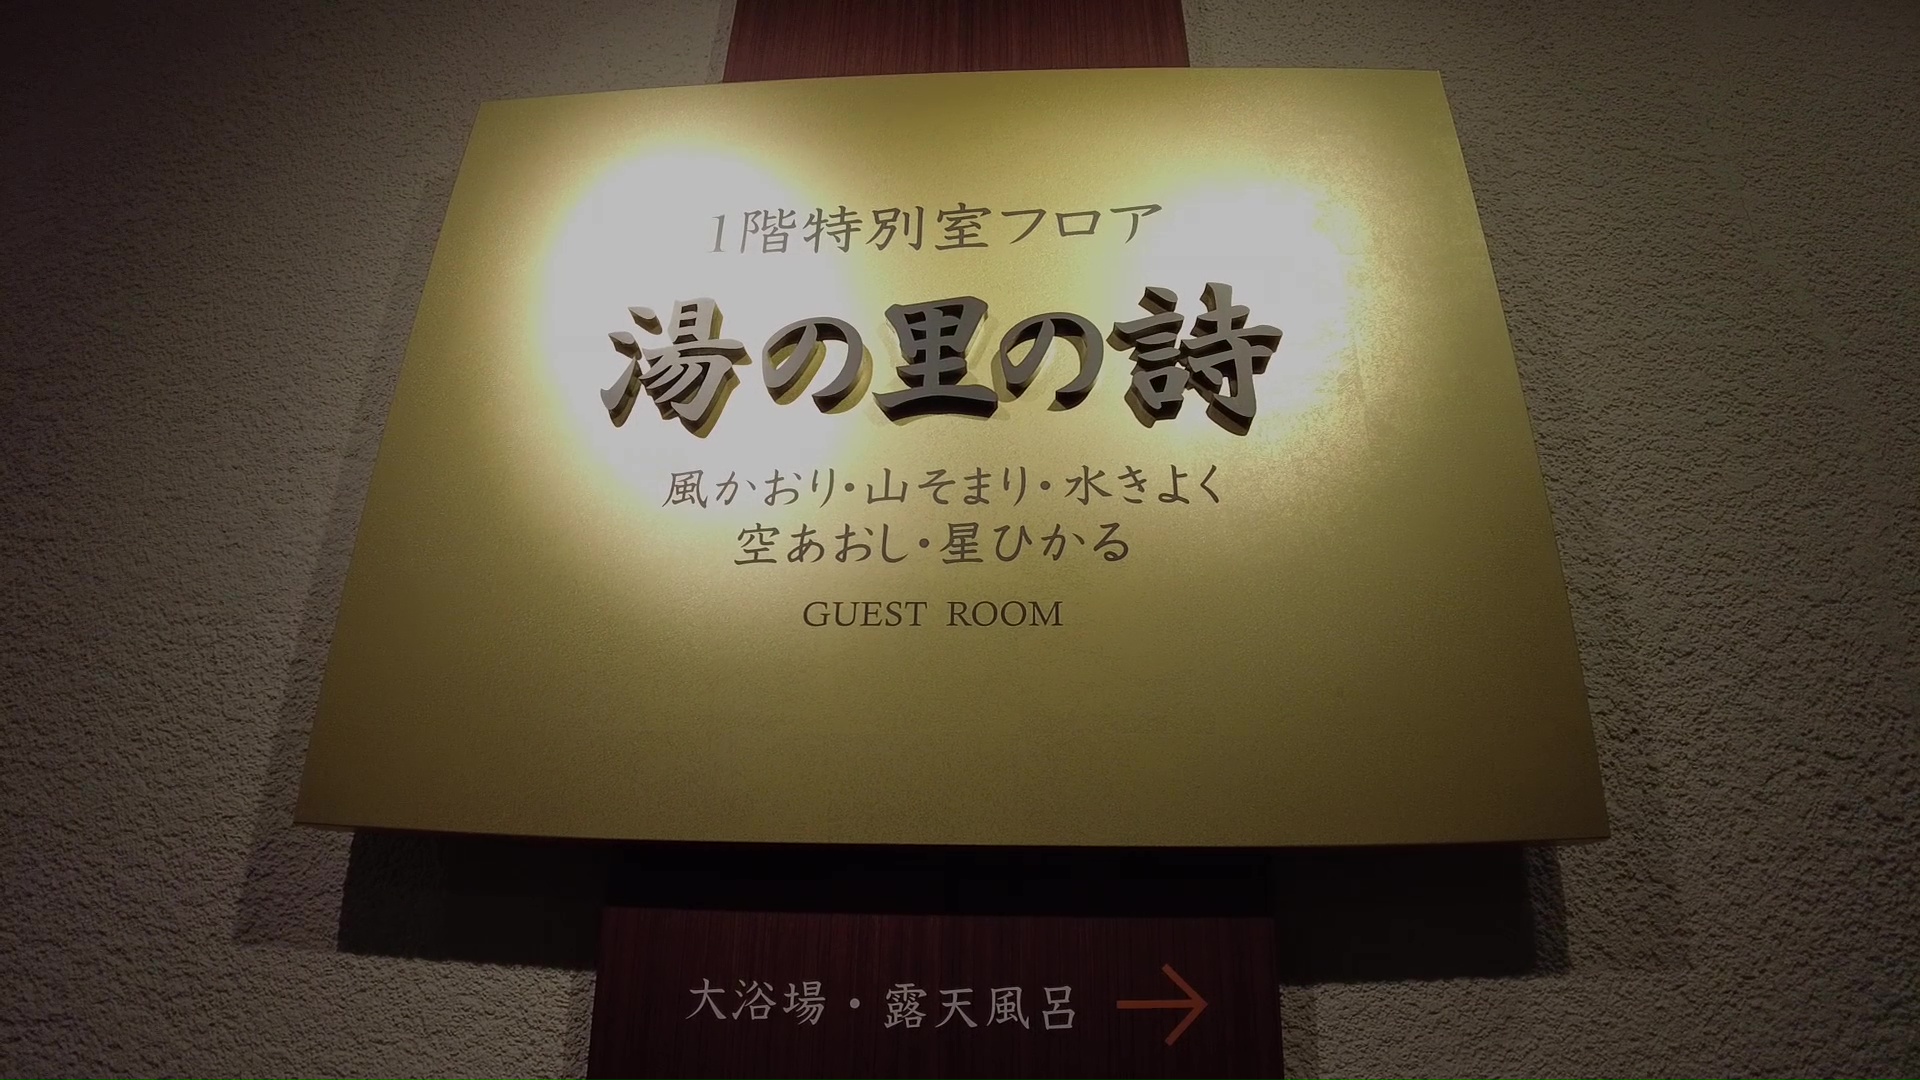 1階特別室フロア
湯の里の詩
風かおり・山そまり・水きよく
空あおし・星ひかる
GUEST ROOM
大浴場・露天風呂 →